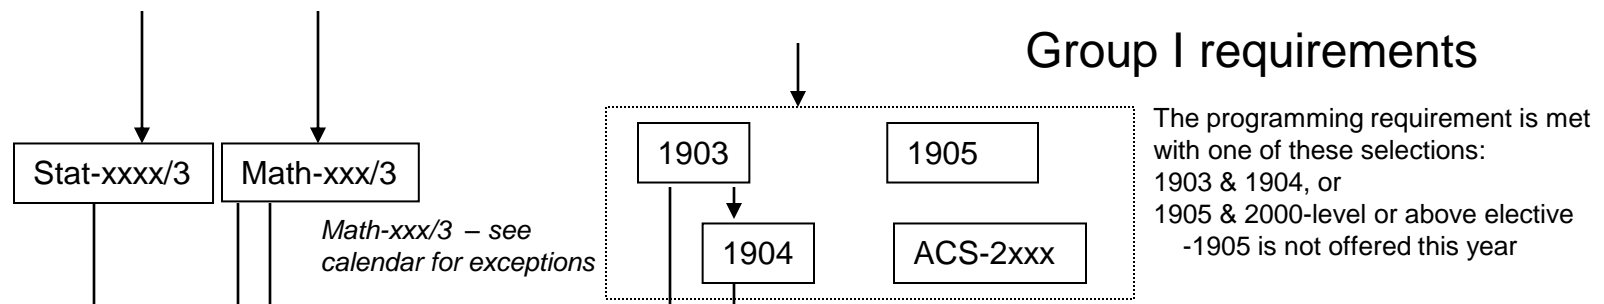 Group I requirements
Stat-xxxx/3
Math-xxx/3
Math-xxx/3 – see
calendar for exceptions
1903
1905
1904
ACS-2xxx
The programming requirement is met
with one of these selections:
1903 & 1904, or
1905 & 2000-level or above elective
-1905 is not offered this year